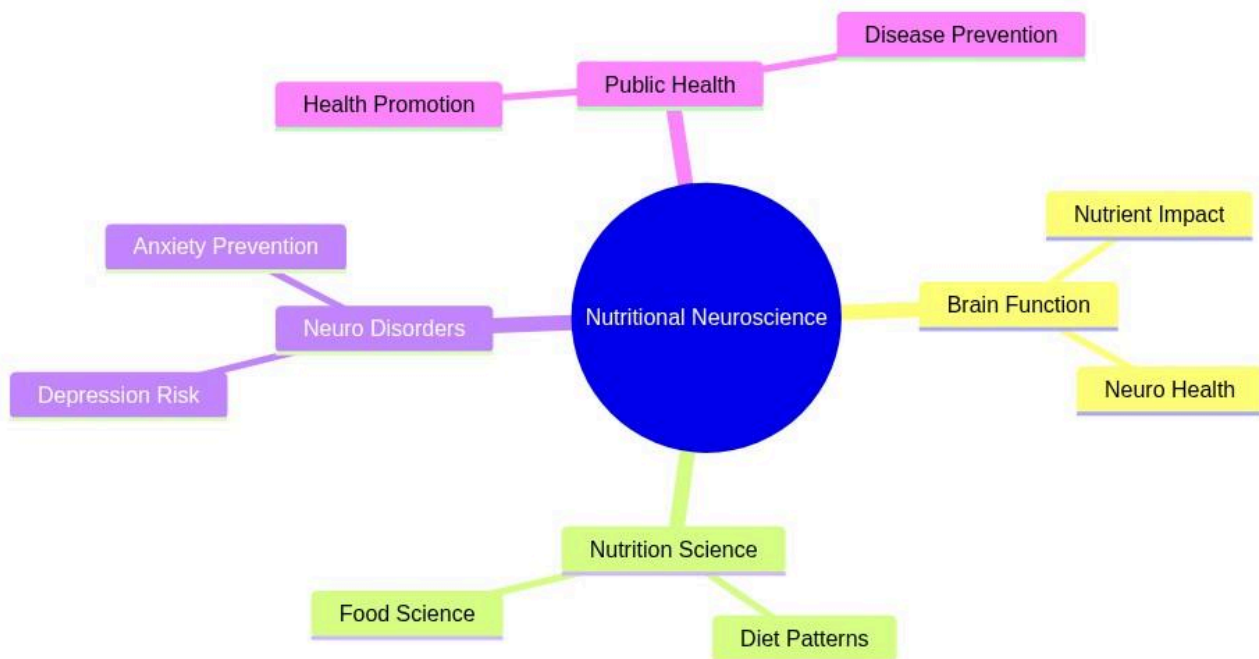 Disease Prevention
Public Health
Health Promotion
Nutrient Impact
Anxiety Prevention
Brain Function
Nutritional Neuroscience
Neuro Disorders
Neuro Health
Depression Risk
Nutrition Science
Food Science
Diet Patterns